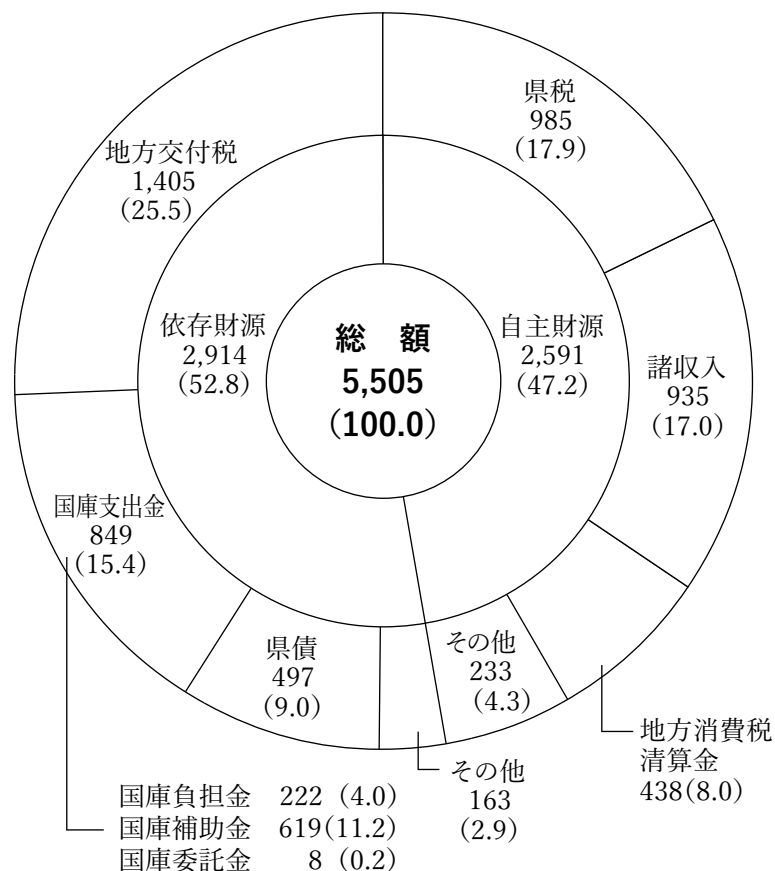 県税
985
(17.9)
地方交付税
1,405
(25.5)
依存財源
2,914
(52.8)
総　額
5,505
(100.0)
自主財源
2,591
(47.2)
諸収入
935
(17.0)
国庫支出金
849
(15.4)
県債
497
(9.0)
その他
233
(4.3)
地方消費税
清算金
438(8.0)
その他
163
(2.9)
国庫負担金　222 (4.0)
国庫補助金　619(11.2)
国庫委託金　8 (0.2)